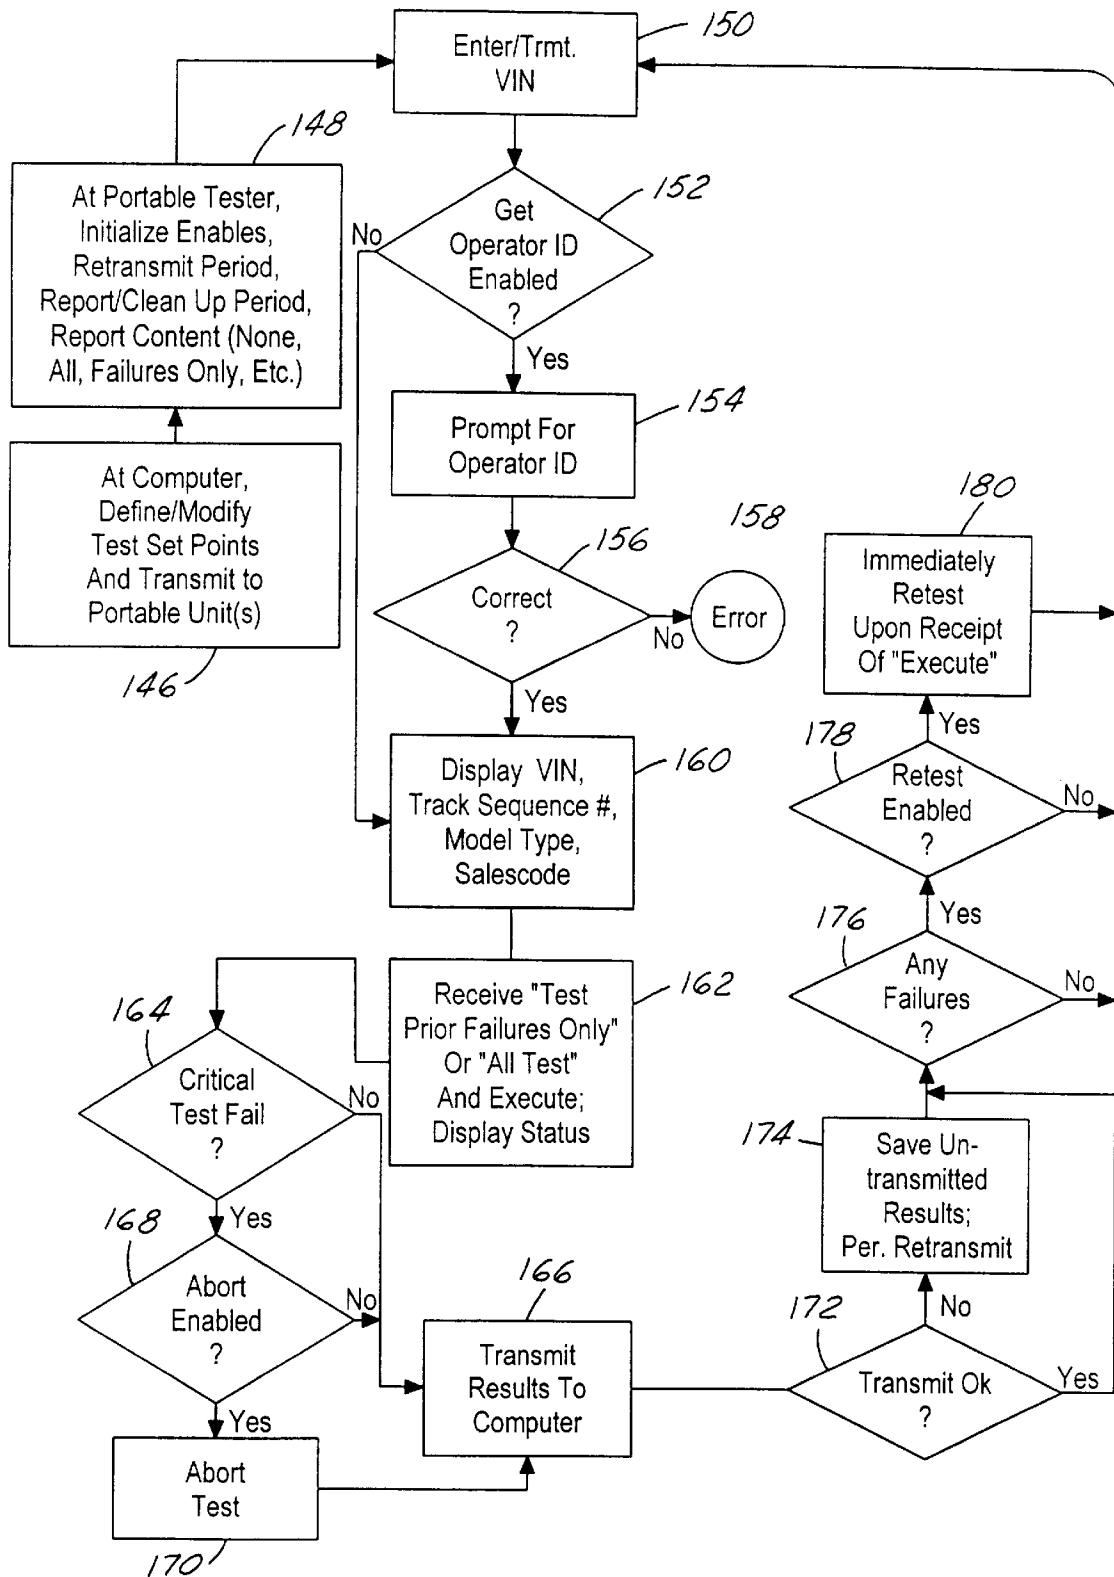 150
Enter/Trmt.
VIN
148
At Portable Tester,
Initialize Enables,
Retransmit Period,
Report/Clean Up Period,
Report Content (None,
All, Failures Only, Etc.)
152
Get
Operator ID
Enabled
?
No
Yes
154
Prompt For
Operator ID
At Computer,
Define/Modify
Test Set Points
And Transmit to
Portable Unit(s)
146
156
Correct
?
No
158
Error
Yes
160
Display VIN,
Track Sequence #,
Model Type,
Salescode
162
Receive "Test
Prior Failures Only"
Or "All Test"
And Execute;
Display Status
164
Critical
Test Fail
?
No
Yes
168
Abort
Enabled
?
No
Yes
Abort
Test
170
166
Transmit
Results To
Computer
172
Transmit Ok
?
Yes
No
174
Save Un-
transmitted
Results;
Per. Retransmit
176
Any
Failures
?
No
Yes
178
Retest
Enabled
?
No
Yes
180
Immediately
Retest
Upon Receipt
Of "Execute"